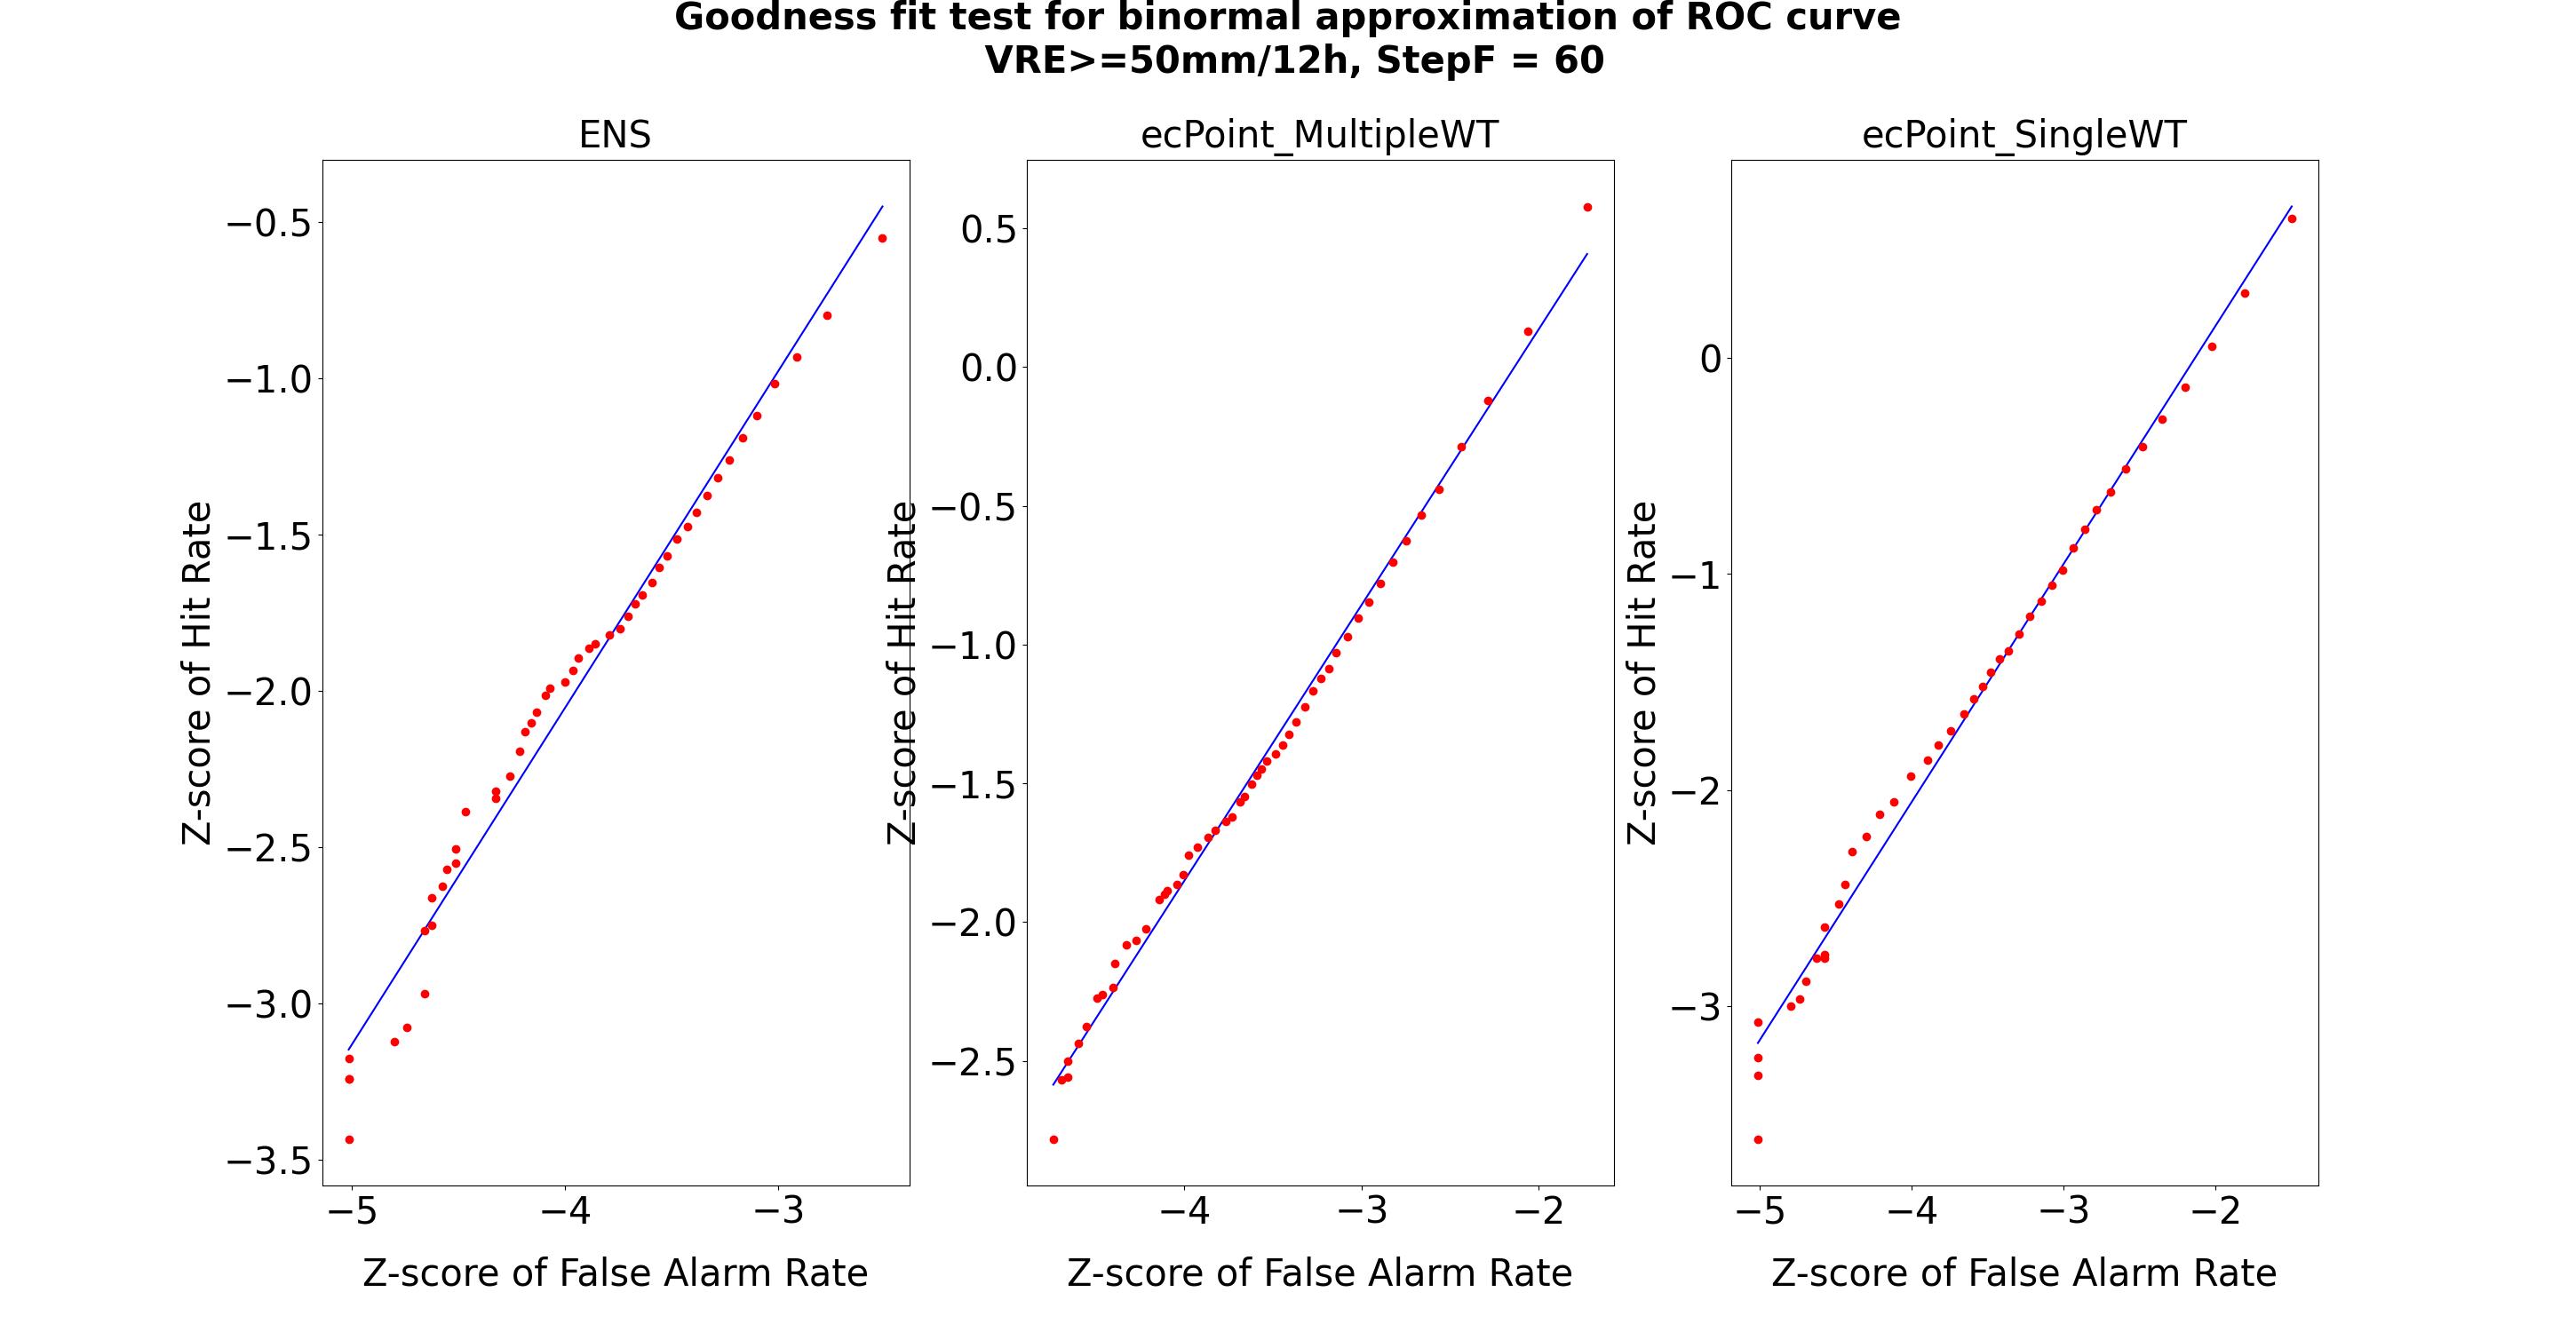 Goodness fit test for binormal approximation of ROC curve
VRE>=50mm/12h, StepF = 60
ENS
−0.5
−1.0
−1.5
−2.0
−2.5
−3.0
−3.5
Z-score of Hit Rate
−5 −4 −3
Z-score of False Alarm Rate
ecPoint_MultipleWT
0.5
0.0
−0.5
−1.0
−1.5
−2.0
−2.5
Z-score of Hit Rate
−4 −3 −2
Z-score of False Alarm Rate
ecPoint_SingleWT
0
−1
−2
−3
Z-score of Hit Rate
−5 −4 −3 −2
Z-score of False Alarm Rate